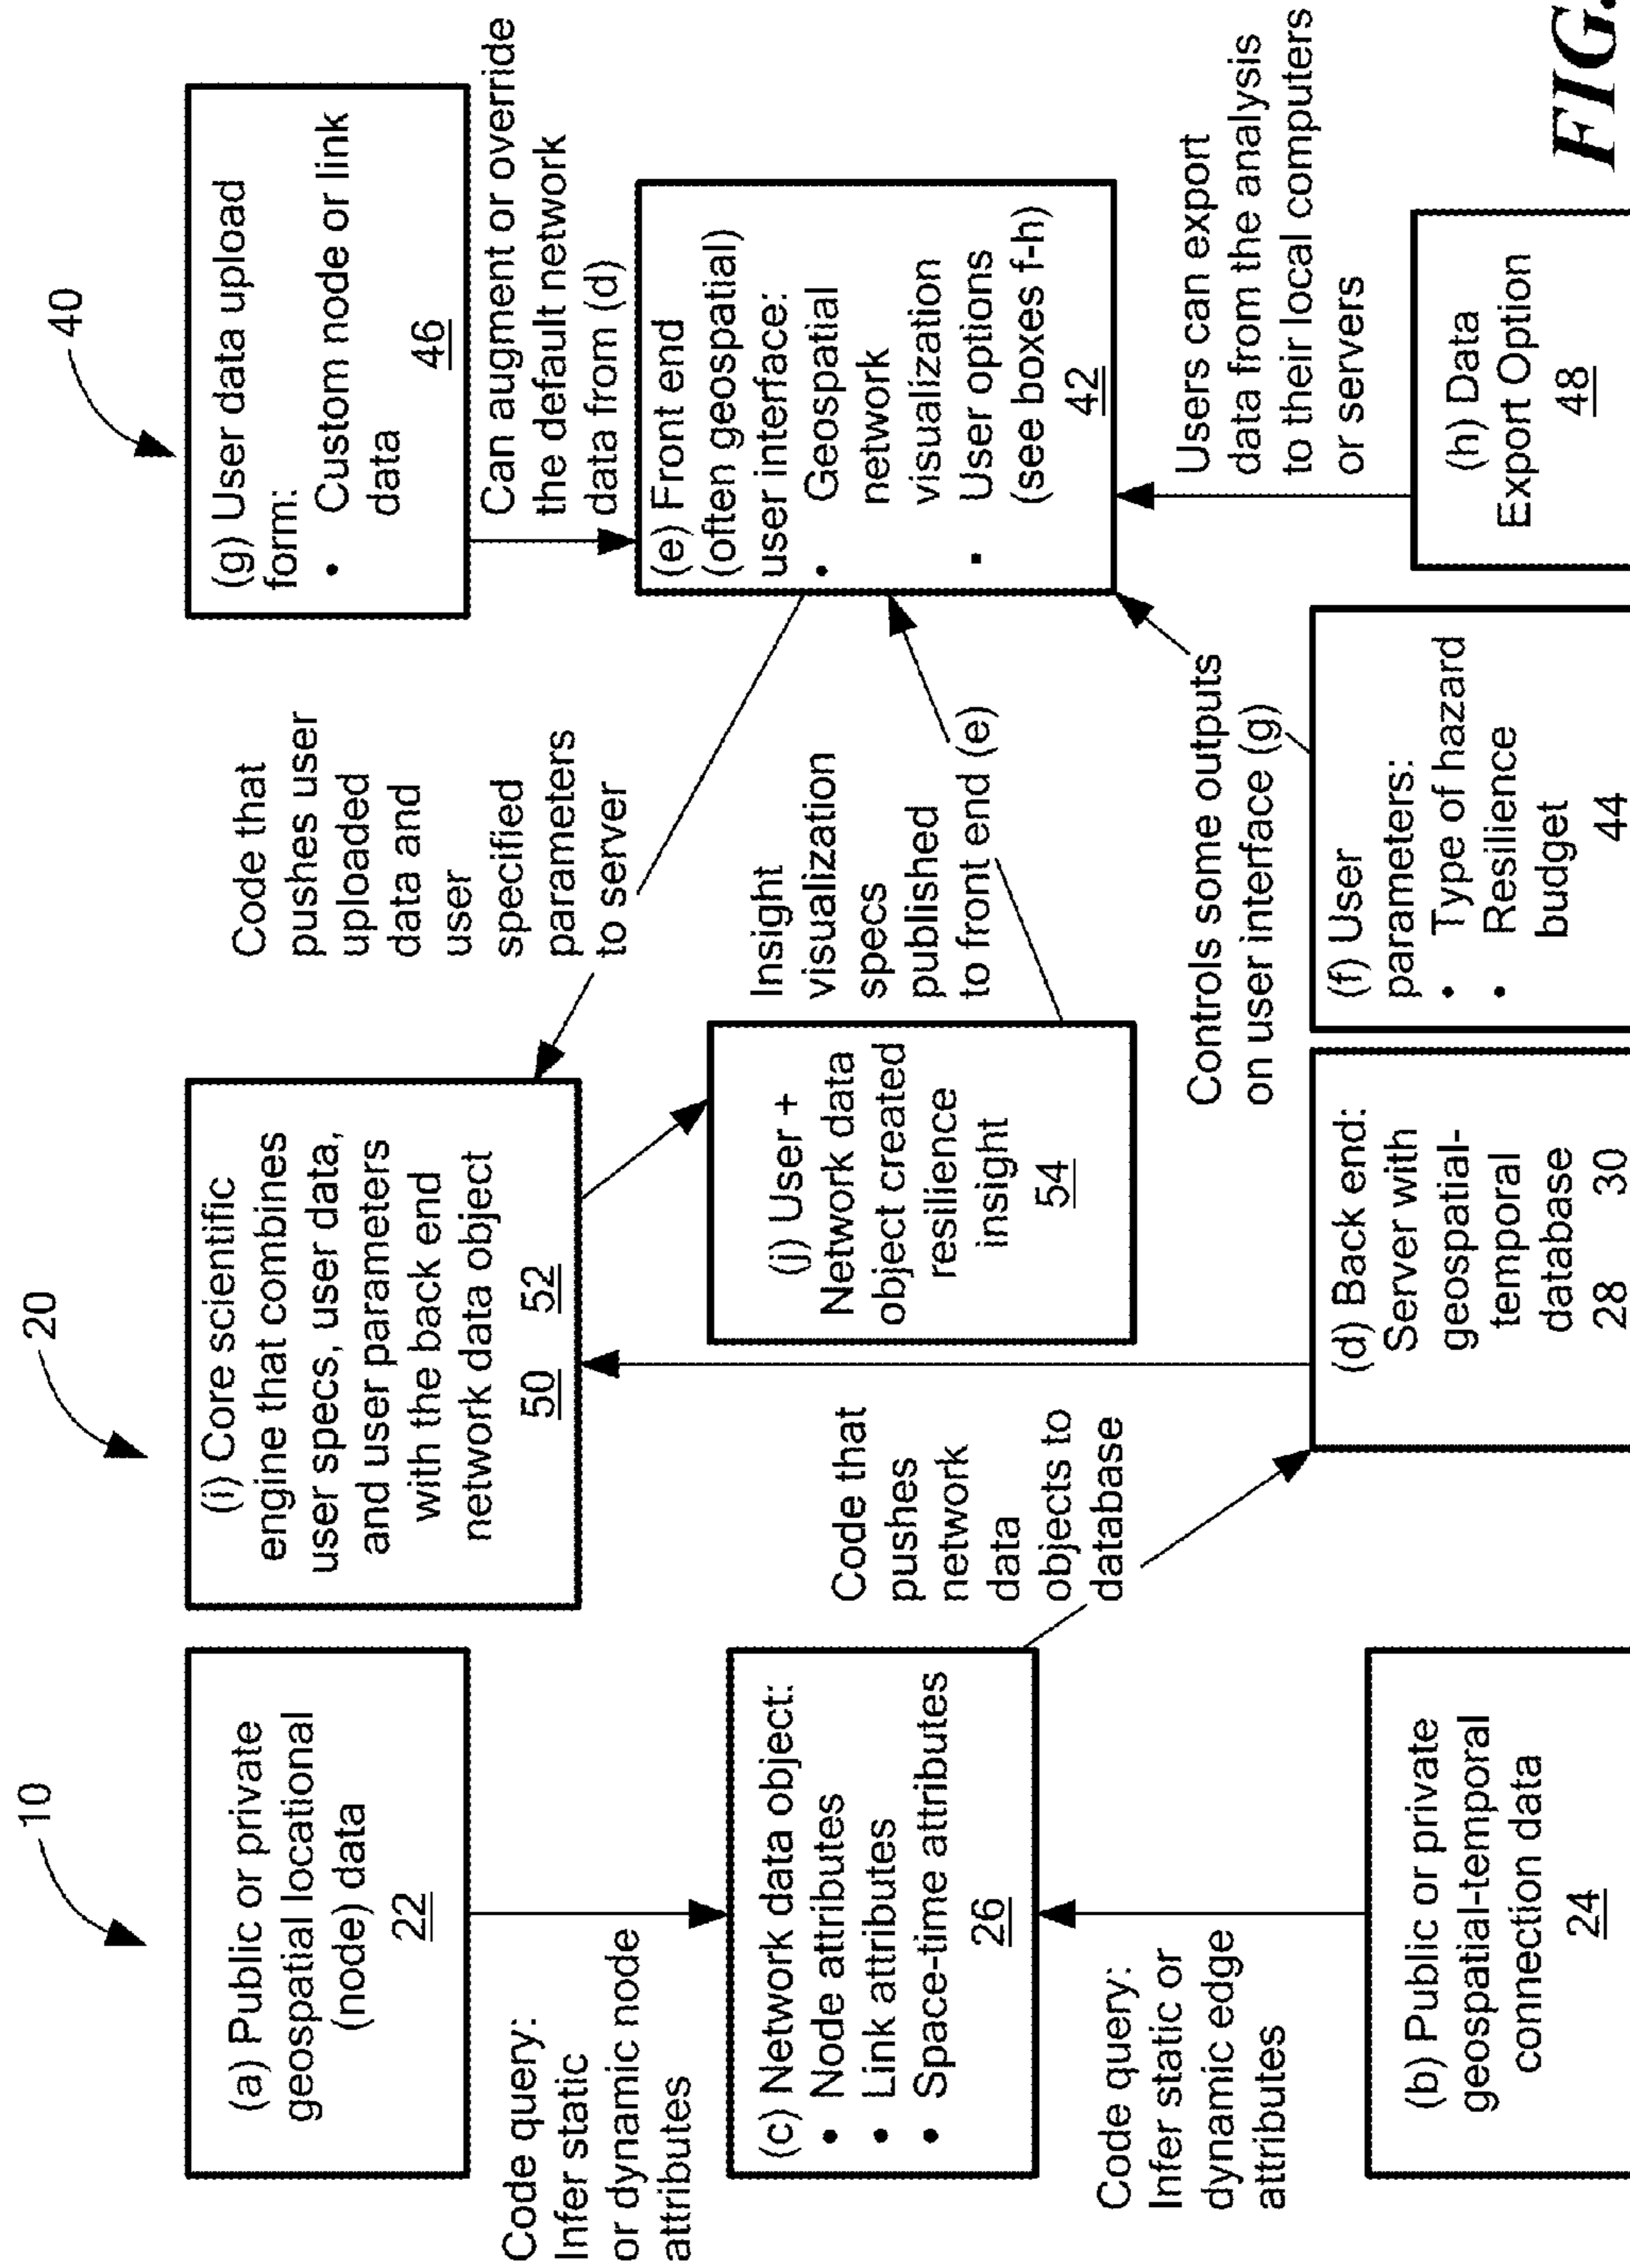 10
20
40
(a) Public or private
geospatial locational
(node) data
22
Code query:
Infer static
or dynamic node
attributes
(c) Network data object:
• Node attributes
• Link attributes
• Space-time attributes
26
Code query:
Infer static or
dynamic edge
attributes
(b) Public or private
geospatial-temporal
connection data
24
(i) Core scientific
engine that combines
user specs, user data,
and user parameters
with the back end
network data object
50 52
Code that
pushes
network
data
objects to
database
(j) User +
Network data
object created
resilience
insight
54
(d) Back end:
Server with
geospatial-
temporal
database
28 30
Code that
pushes user
uploaded
data and
user
specified
parameters
to server
Insight
visualization
specs
published
to front end (e)
Controls some outputs
on user interface (g)
(f) User
parameters:
• Type of hazard
• Resilience
budget
44
(g) User data upload
form:
• Custom node or link
data
46
Can augment or override
the default network
data from (d)
(e) Front end
(often geospatial)
user interface:
• Geospatial
network
visualization
• User options
(see boxes f-h)
42
Users can export
data from the analysis
to their local computers
or servers
(h) Data
Export Option
48
FIG.